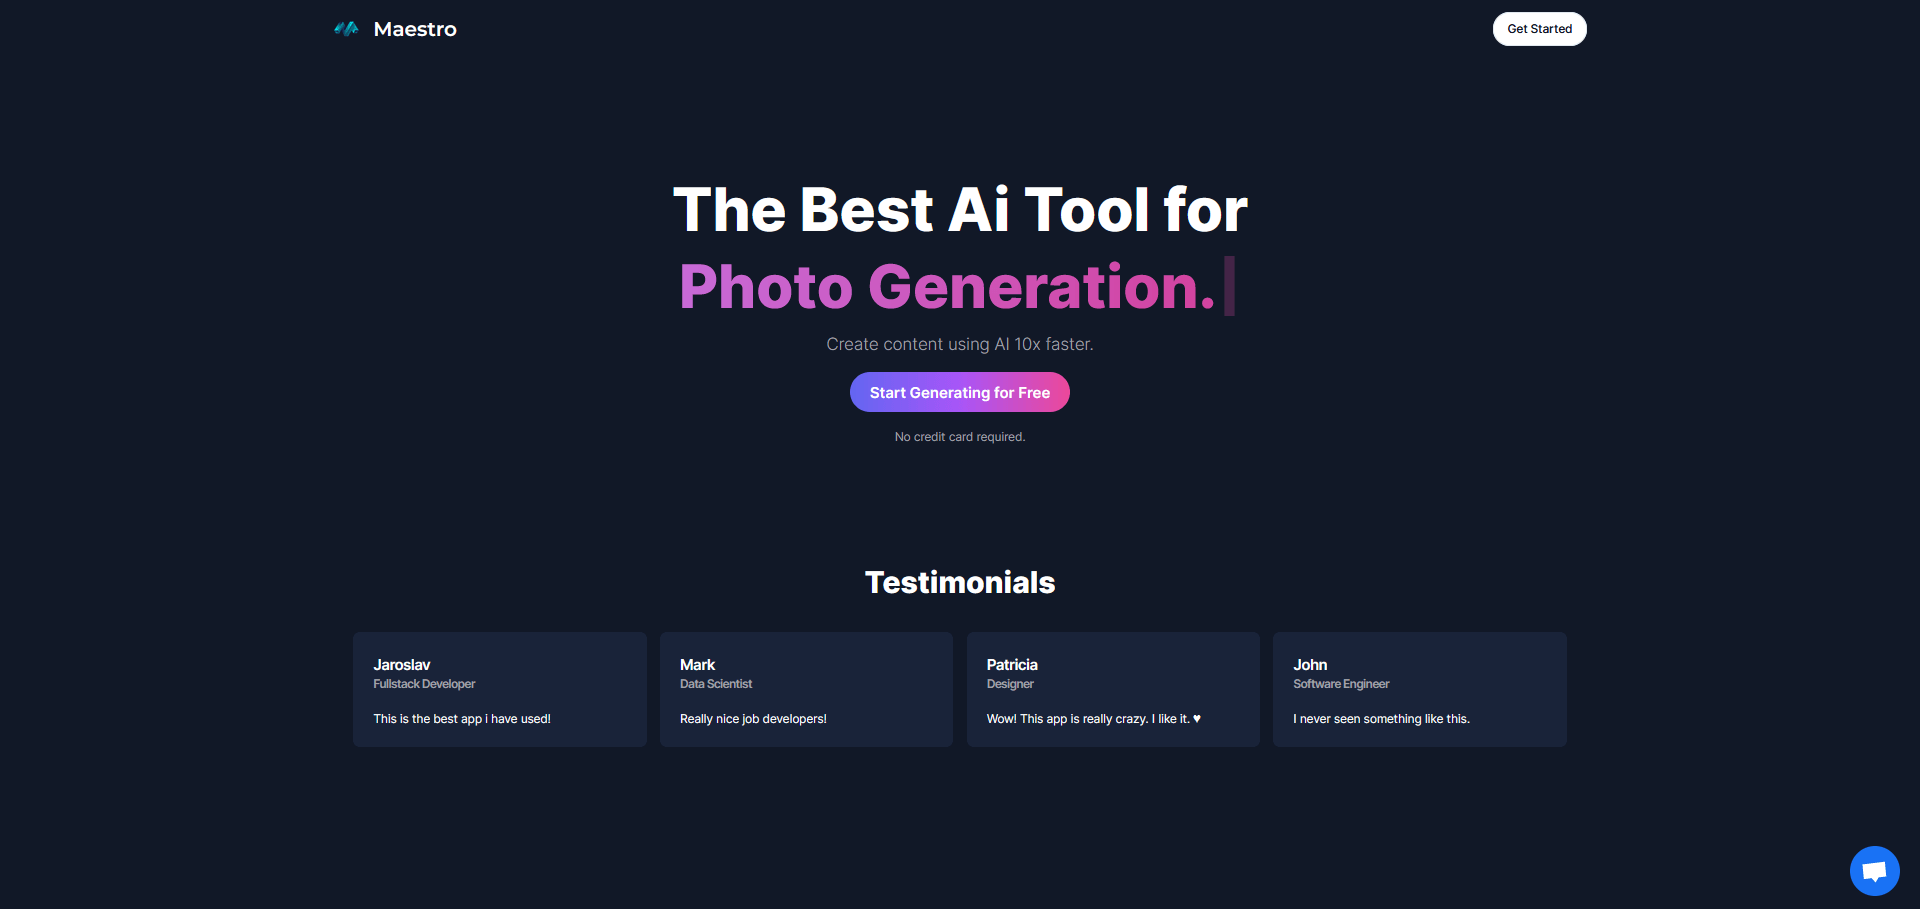 Maestro
Get Started
The Best Ai Tool for
Photo Generation.
Create content using AI 10x faster.
Start Generating for Free
No credit card required.
Testimonials
Jaroslav
Fullstack Developer
This is the best app i have used!
Mark
Data Scientist
Really nice job developers!
Patricia
Designer
Wow! This app is really crazy. I like it. ♥
John
Software Engineer
I never seen something like this.